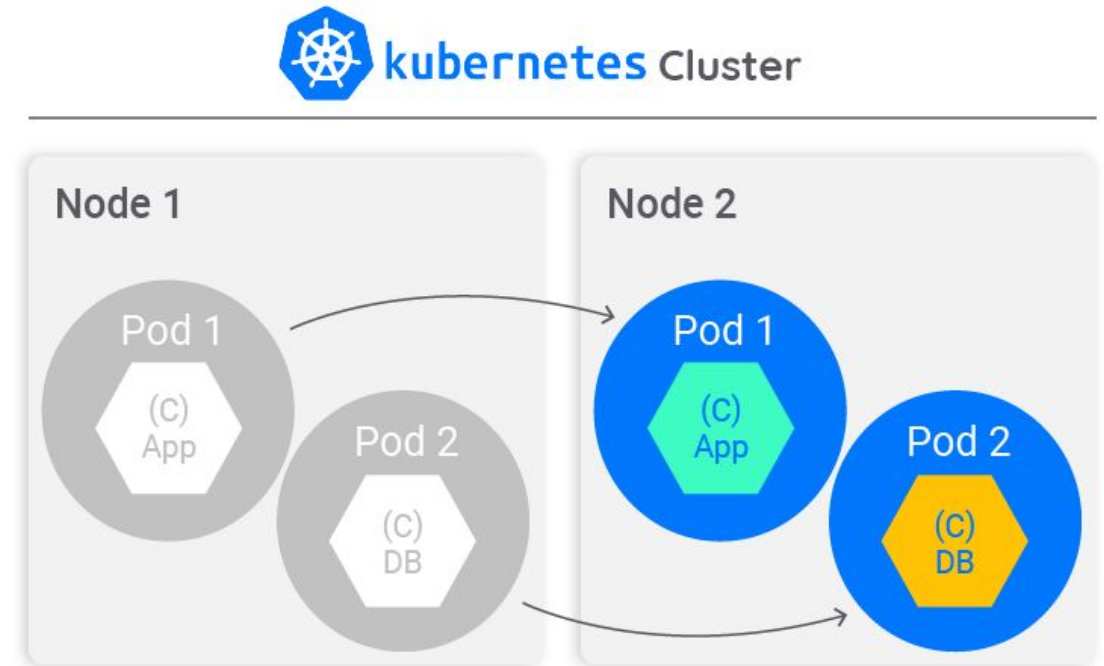 kubernetes Cluster
Node 1
Pod 1
(C)
App
Pod 2
(C)
DB
Node 2
Pod 1
(C)
App
Pod 2
(C)
DB